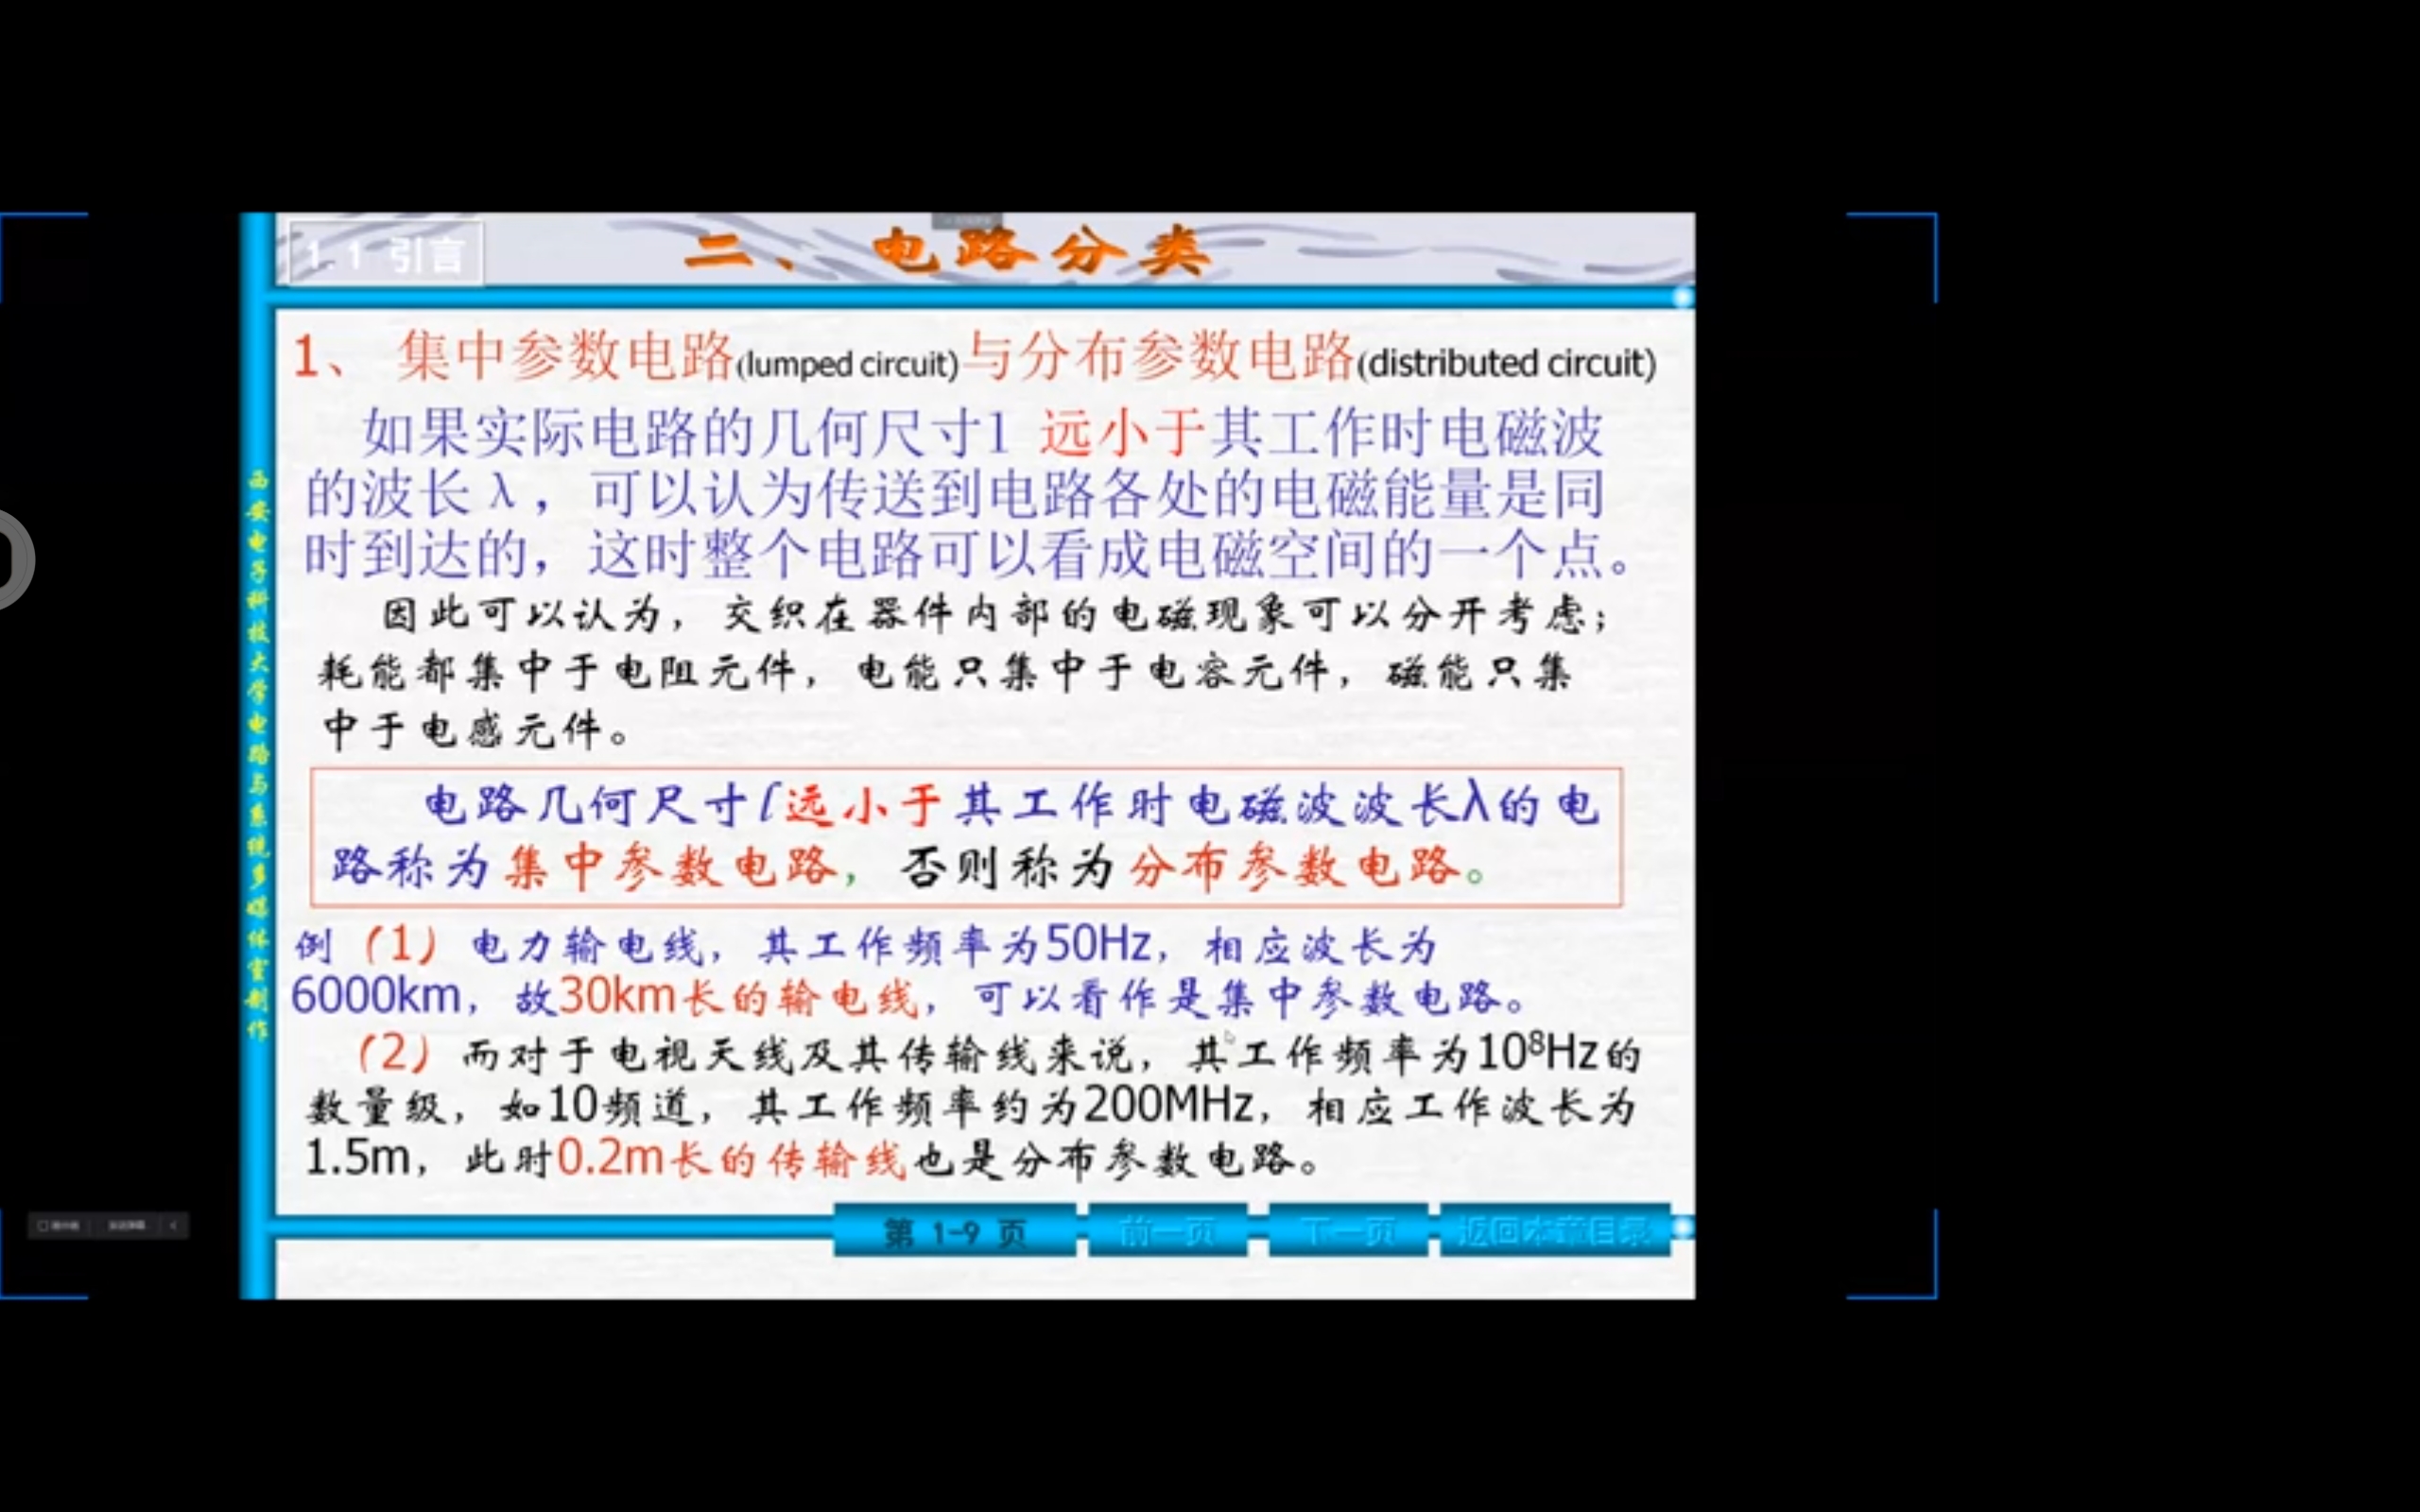 1.1 引言
二、电路分类
1、 集中参数电路(lumped circuit)与分布参数电路(distributed circuit)
如果实际电路的几何尺寸l 远小于其工作时电磁波
的波长λ，可以认为传送到电路各处的电磁能量是同
时到达的，这时整个电路可以看成电磁空间的一个点。
因此可以认为，交织在器件内部的电磁现象可以分开考虑；
耗能都集中于电阻元件，电能只集中于电容元件，磁能只集
中于电感元件。
电路几何尺寸l远小于其工作时电磁波波长λ的电
路称为集中参数电路，否则称为分布参数电路。
例（1）电力输电线，其工作频率为50Hz，相应波长为
6000km，故30km长的输电线，可以看作是集中参数电路。
（2）而对于电视天线及其传输线来说，其工作频率为10⁸Hz的
数量级，如10频道，其工作频率约为200MHz，相应工作波长为
1.5m，此时0.2m长的传输线也是分布参数电路。
西安电子科技大学电路与系统多媒体室制作
第 1-9 页
前一页
下一页
返回本章目录